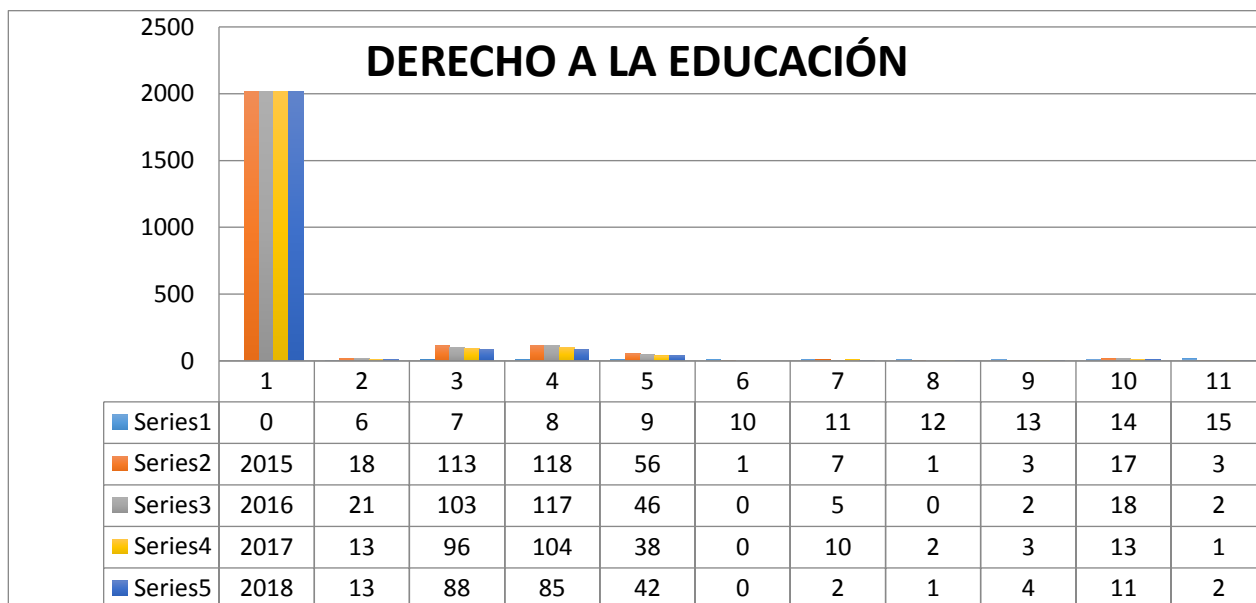 DERECHO A LA EDUCACIÓN
2500
2000
1500
1000
500
0
1 2 3 4 5 6 7 8 9 10 11
Series1 0 6 7 8 9 10 11 12 13 14 15
Series2 2015 18 113 118 56 1 7 1 3 17 3
Series3 2016 21 103 117 46 0 5 0 2 18 2
Series4 2017 13 96 104 38 0 10 2 3 13 1
Series5 2018 13 88 85 42 0 2 1 4 11 2